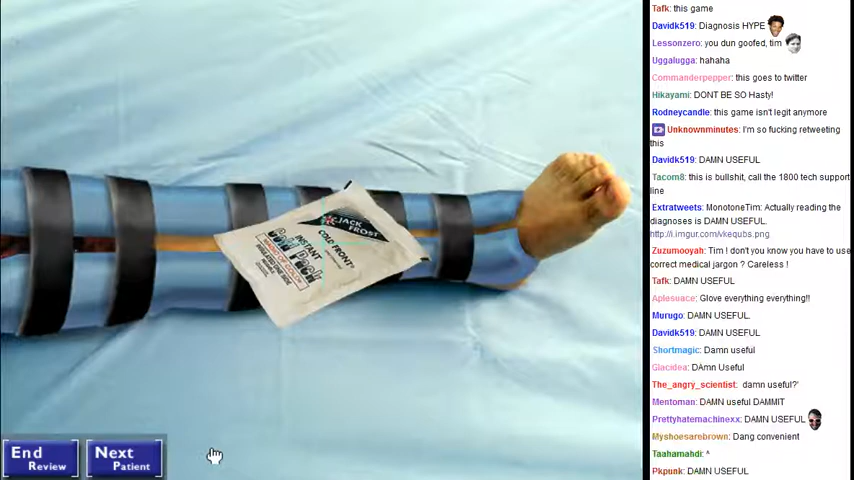 JACK
FROST
COLD FRONT
INSTANT
Cold Pack
End
Review
Next
Patient
Tafk: this game
Davidk519: Diagnosis HYPE
Lessonzero: you dun goofed, tim
Uggalugga: hahaha
Commanderpepper: this goes to twitter
Hikayami: DONT BE SO Hasty!
Rodneycandle: this game isn't legit anymore
Unknownminutes: I'm so fucking retweeting
this
Davidk519: DAMN USEFUL
Tacom8: this is bullshit, call the 1800 tech support
line
Extratweets: MonotoneTim: Actually reading the
diagnoses is DAMN USEFUL.
http://i.imgur.com/vkequbs.png
Zuzumooyah: Tim ! don't you know you have to use
correct medical jargon ? Careless !
Tafk: DAMN USEFUL
Aplesuace: Glove everything everything!!
Murugo: DAMN USEFUL.
Davidk519: DAMN USEFUL
Shortmagic: Damn useful
Glacidea: DAmn Useful
The_angry_scientist: damn useful?'
Mentoman: DAMN useful DAMMIT
Prettyhatemachinexx: DAMN USEFUL
Myshoesarebrown: Dang convenient
Taahamahdi: ^
Pkpunk: DAMN USEFUL